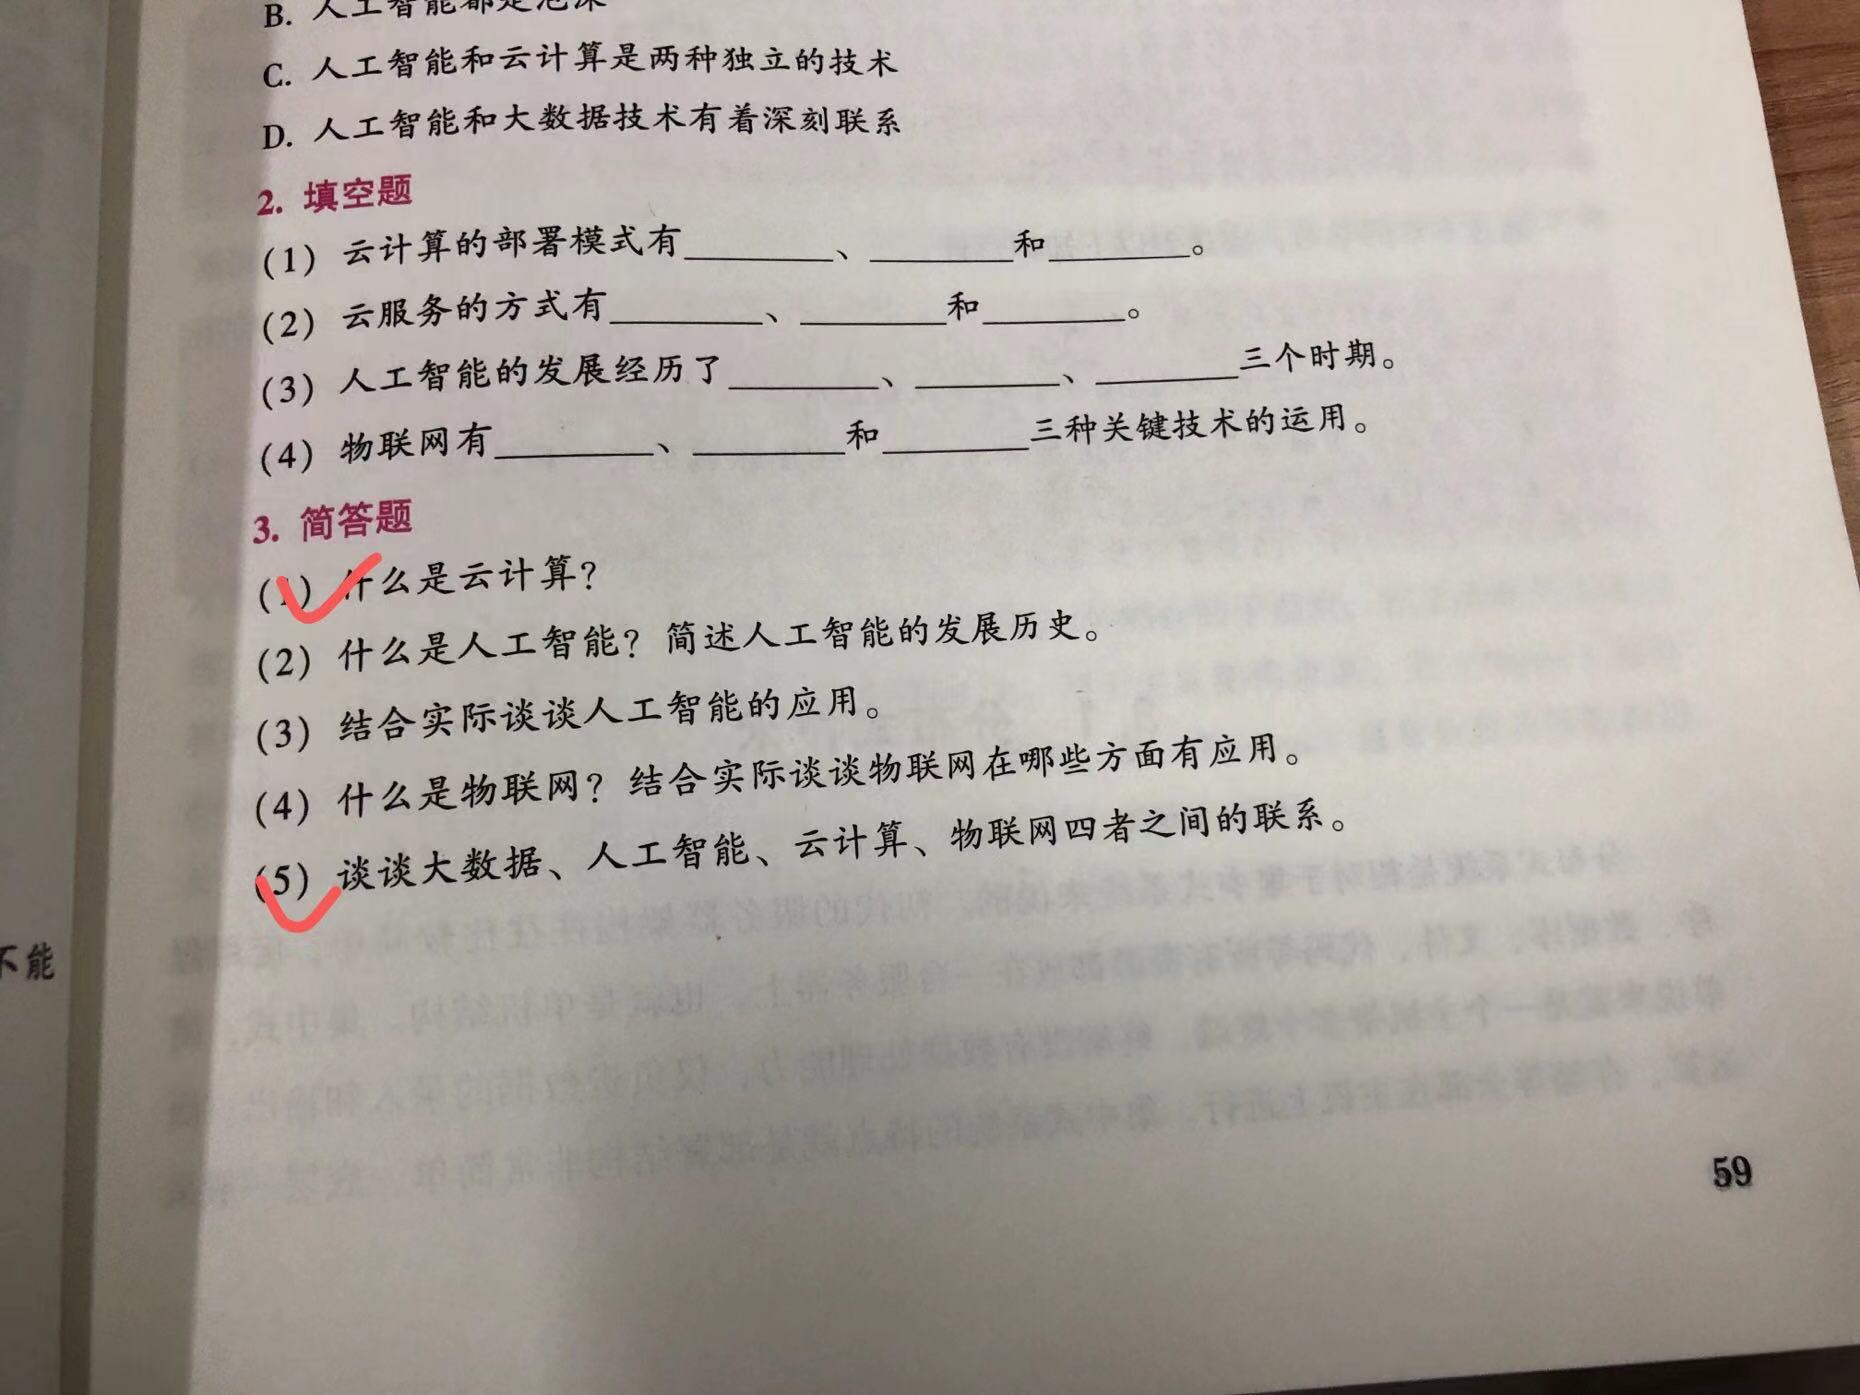 B. 人工智能都是泡沫
C. 人工智能和云计算是两种独立的技术
D. 人工智能和大数据技术有着深刻联系
2. 填空题
(1) 云计算的部署模式有________、________和________。
(2) 云服务的方式有________、________和________。
(3) 人工智能的发展经历了________、________、________三个时期。
(4) 物联网有________、________和________三种关键技术的运用。
3. 简答题
(1) 什么是云计算?
(2) 什么是人工智能? 简述人工智能的发展历史。
(3) 结合实际谈谈人工智能的应用。
(4) 什么是物联网? 结合实际谈谈物联网在哪些方面有应用。
(5) 谈谈大数据、人工智能、云计算、物联网四者之间的联系。
不能
59